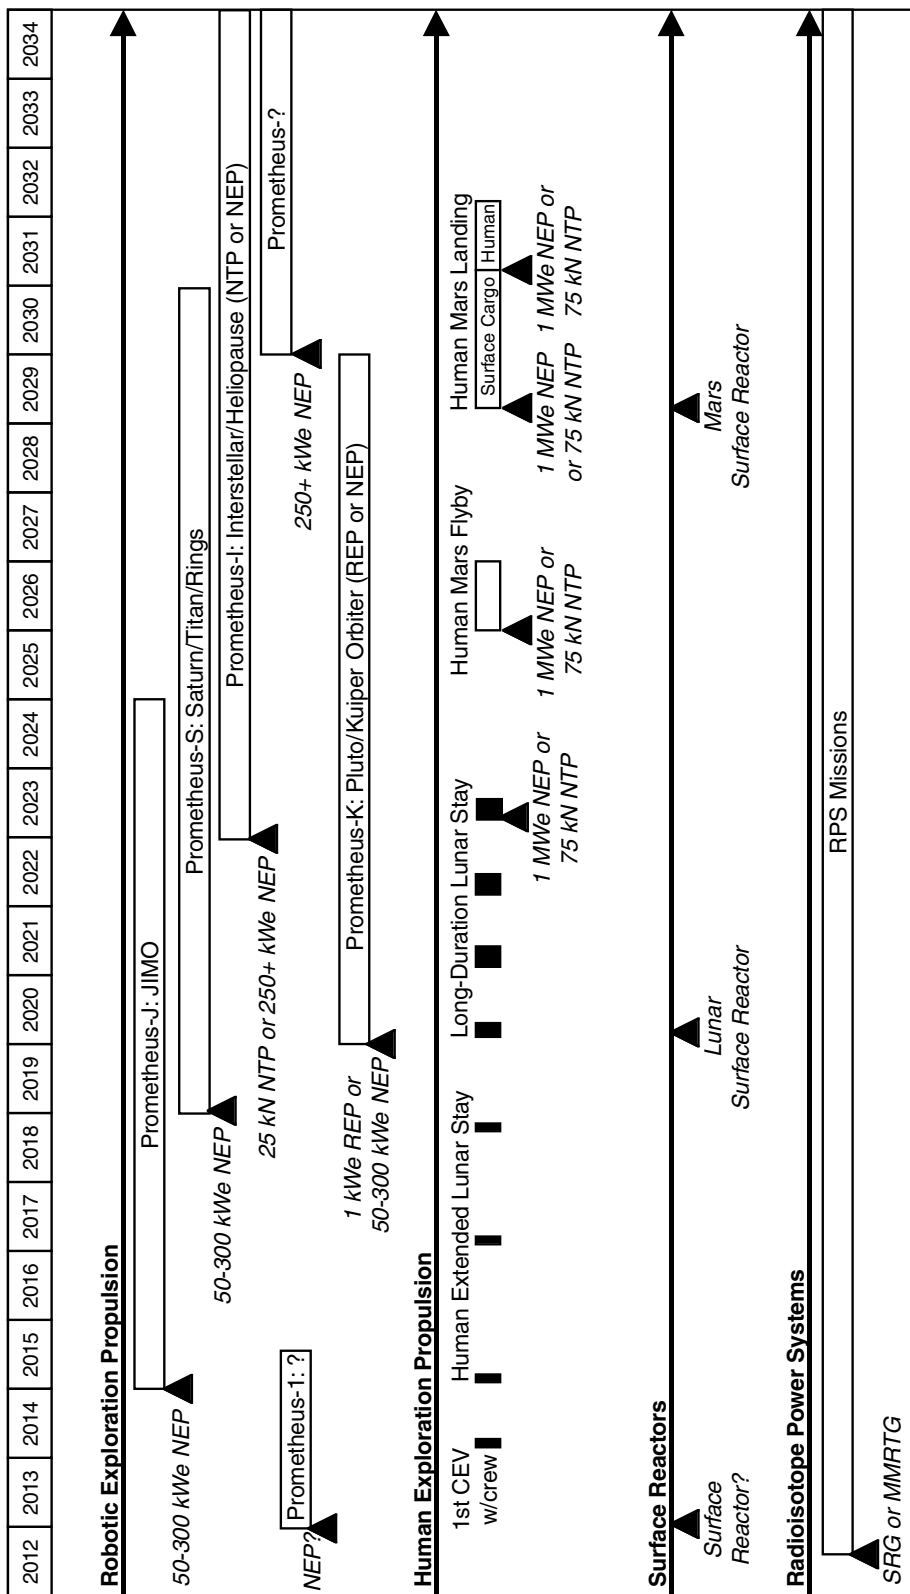 2012 2013 2014 2015 2016 2017 2018 2019 2020 2021 2022 2023 2024 2025 2026 2027 2028 2029 2030 2031 2032 2033 2034
Robotic Exploration Propulsion
Prometheus-J: JIMO
50-300 kWe NEP
Prometheus-S: Saturn/Titan/Rings
50-300 kWe NEP
Prometheus-I: Interstellar/Heliopause (NTP or NEP)
25 kN NTP or 250+ kWe NEP
Prometheus-?
250+ kWe NEP
Prometheus-1: ?
NEP?
Prometheus-K: Pluto/Kuiper Orbiter (REP or NEP)
1 kWe REP or
50-300 kWe NEP
Human Exploration Propulsion
1st CEV
w/crew
Human Extended Lunar Stay
Long-Duration Lunar Stay
Human Mars Flyby
Human Mars Landing
Surface Cargo
Human
1 MWe NEP or
75 kN NTP
1 MWe NEP or
75 kN NTP
1 MWe NEP
or 75 kN NTP
1 MWe NEP or
75 kN NTP
Surface Reactors
Surface
Reactor?
Lunar
Surface Reactor
Mars
Surface Reactor
Radioisotope Power Systems
RPS Missions
SRG or MMRTG